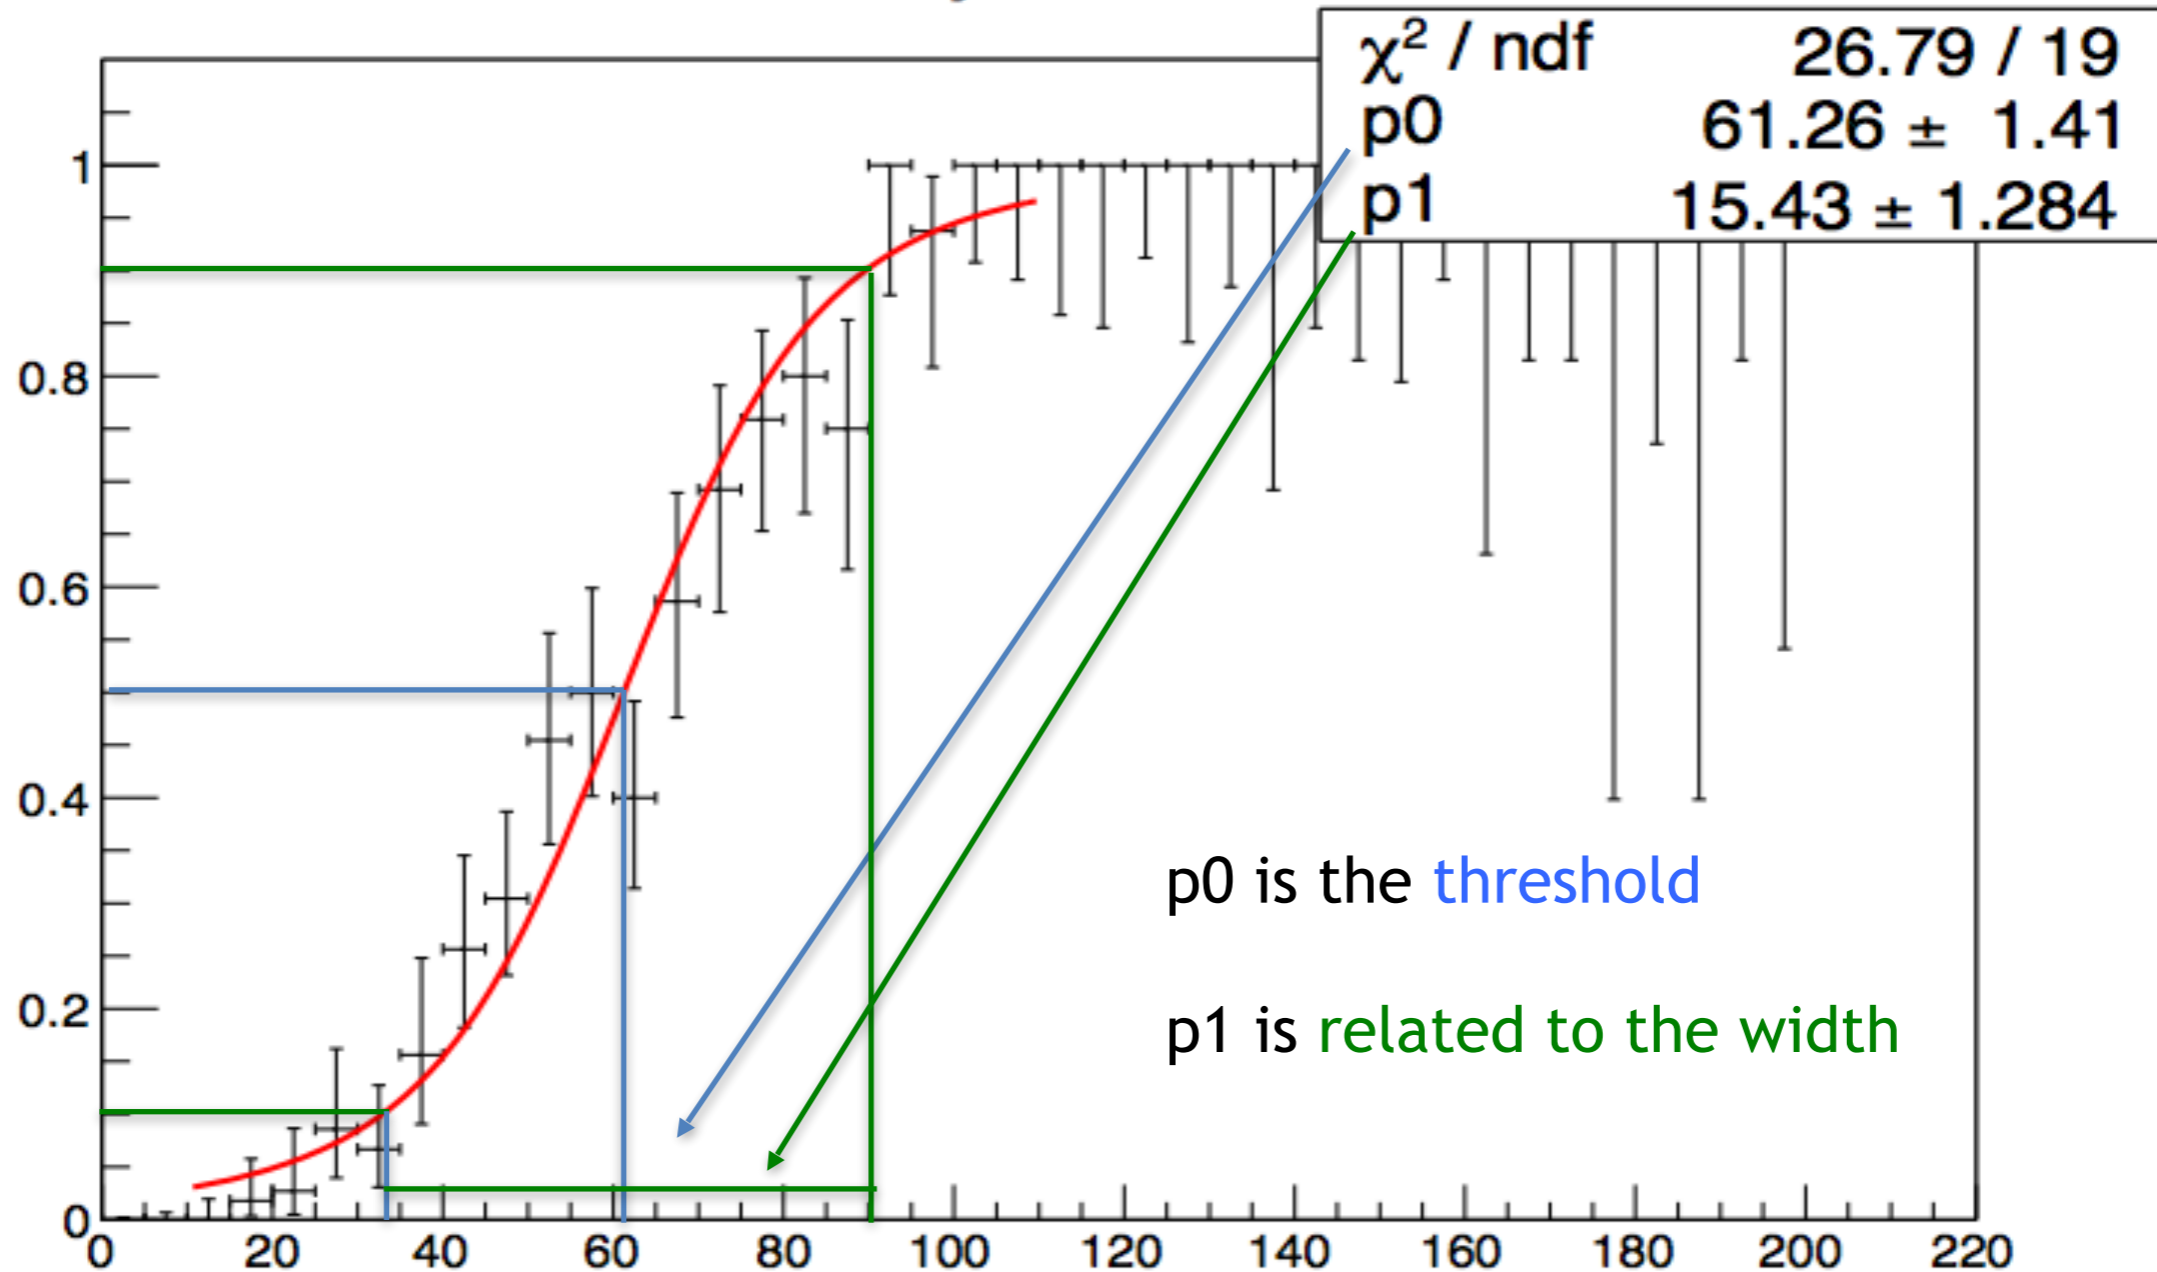 χ² / ndf 26.79 / 19
p0 61.26 ± 1.41
p1 15.43 ± 1.284
1
0.8
0.6
0.4
0.2
0
p0 is the threshold
p1 is related to the width
0 20 40 60 80 100 120 140 160 180 200 220